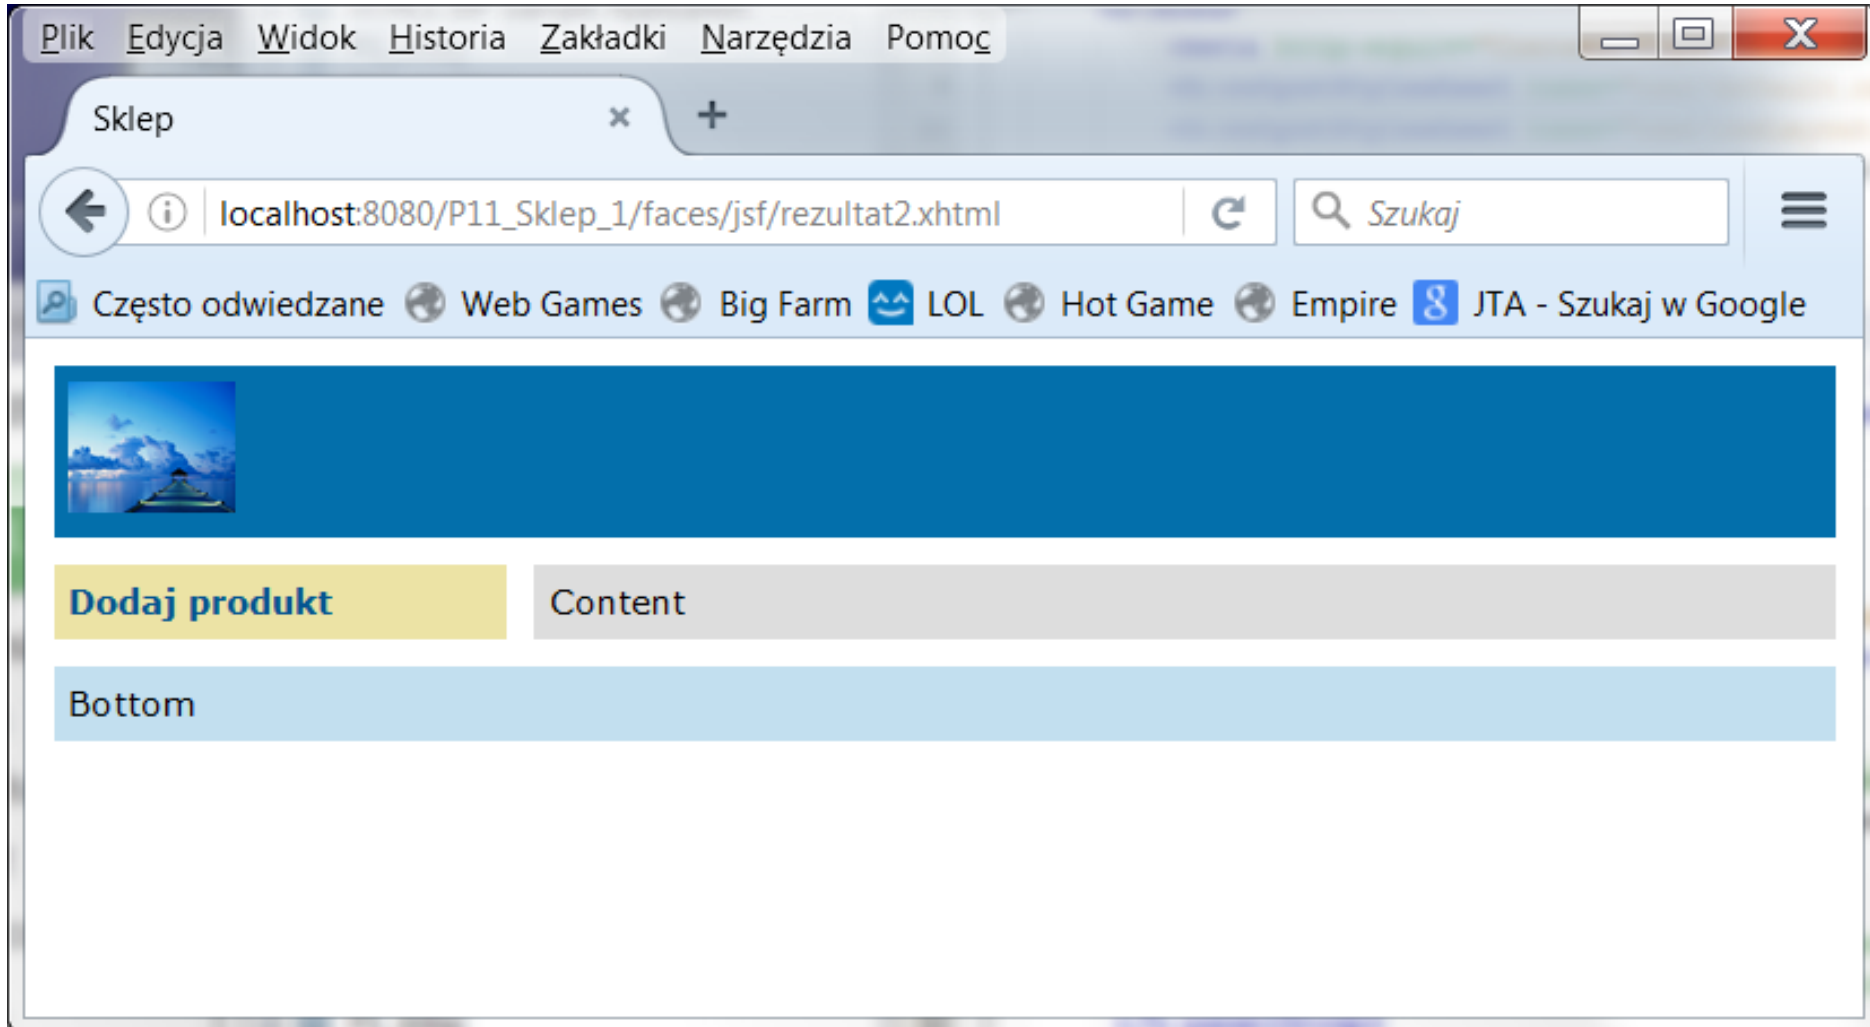 Plik Edycja Widok Historia Zakładki Narzędzia Pomoc
Sklep
localhost:8080/P11_Sklep_1/faces/jsf/rezultat2.xhtml Szukaj
Często odwiedzane Web Games Big Farm LOL Hot Game Empire 8 JTA - Szukaj w Google
Dodaj produkt Content
Bottom